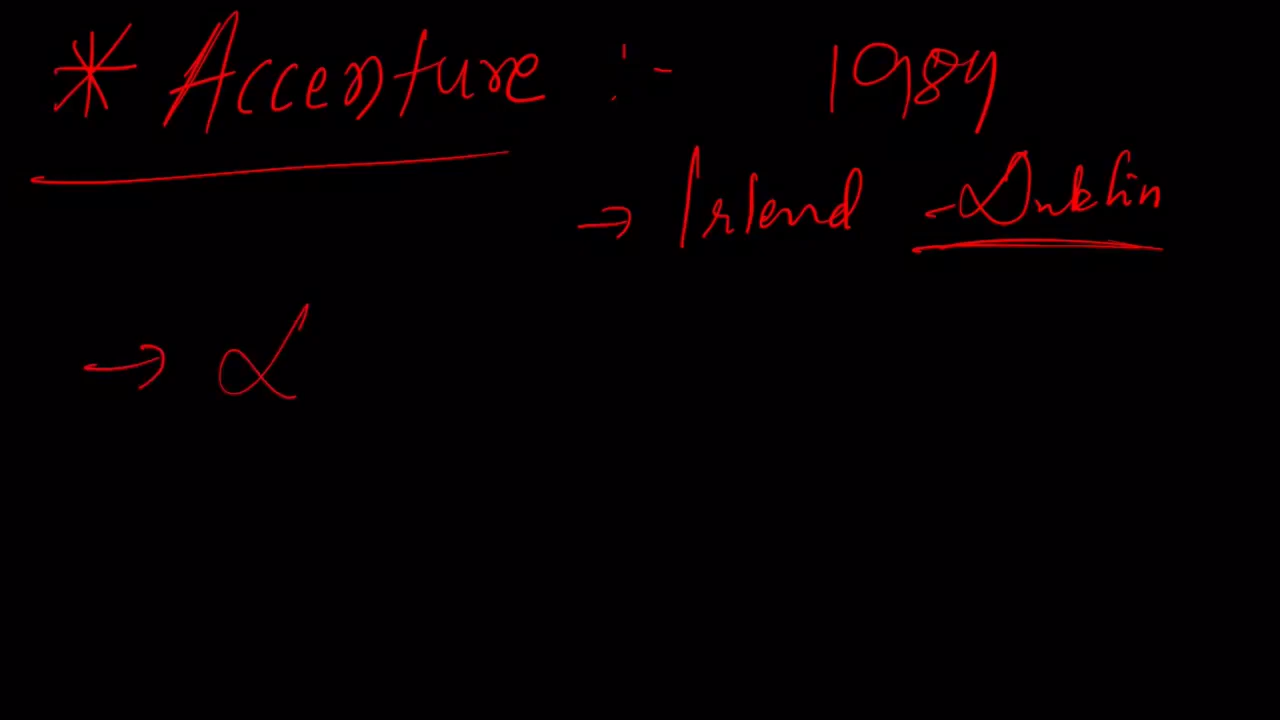 * Accenture :- 1989
→ Irlend - Dublin
→